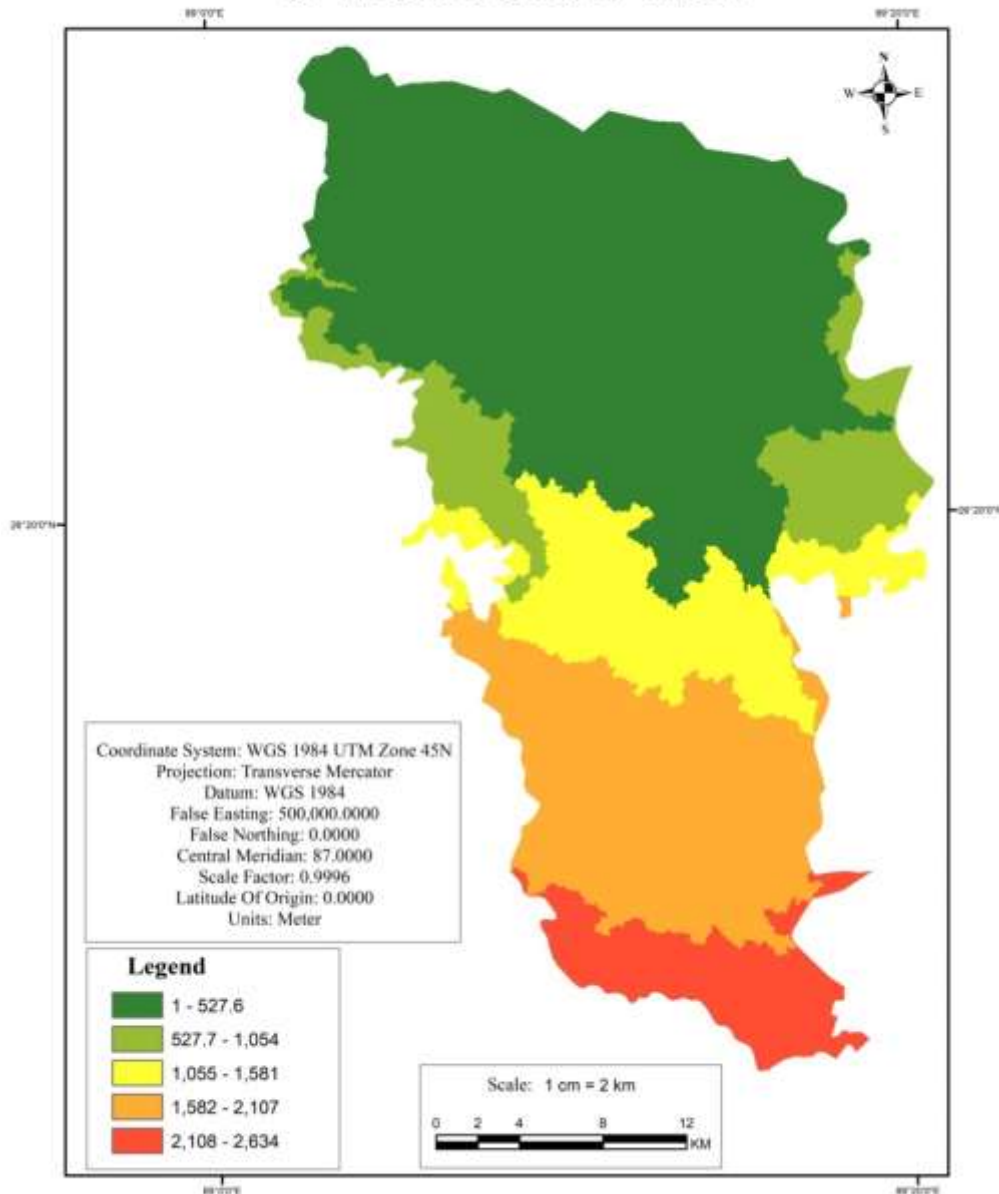 N
W E
S
Coordinate System: WGS 1984 UTM Zone 45N
Projection: Transverse Mercator
Datum: WGS 1984
False Easting: 500,000.0000
False Northing: 0.0000
Central Meridian: 87.0000
Scale Factor: 0.9996
Latitude Of Origin: 0.0000
Units: Meter
Legend
1 - 527.6
527.7 - 1,054
1,055 - 1,581
1,582 - 2,107
2,108 - 2,634
Scale: 1 cm = 2 km
0 2 4 8 12
KM